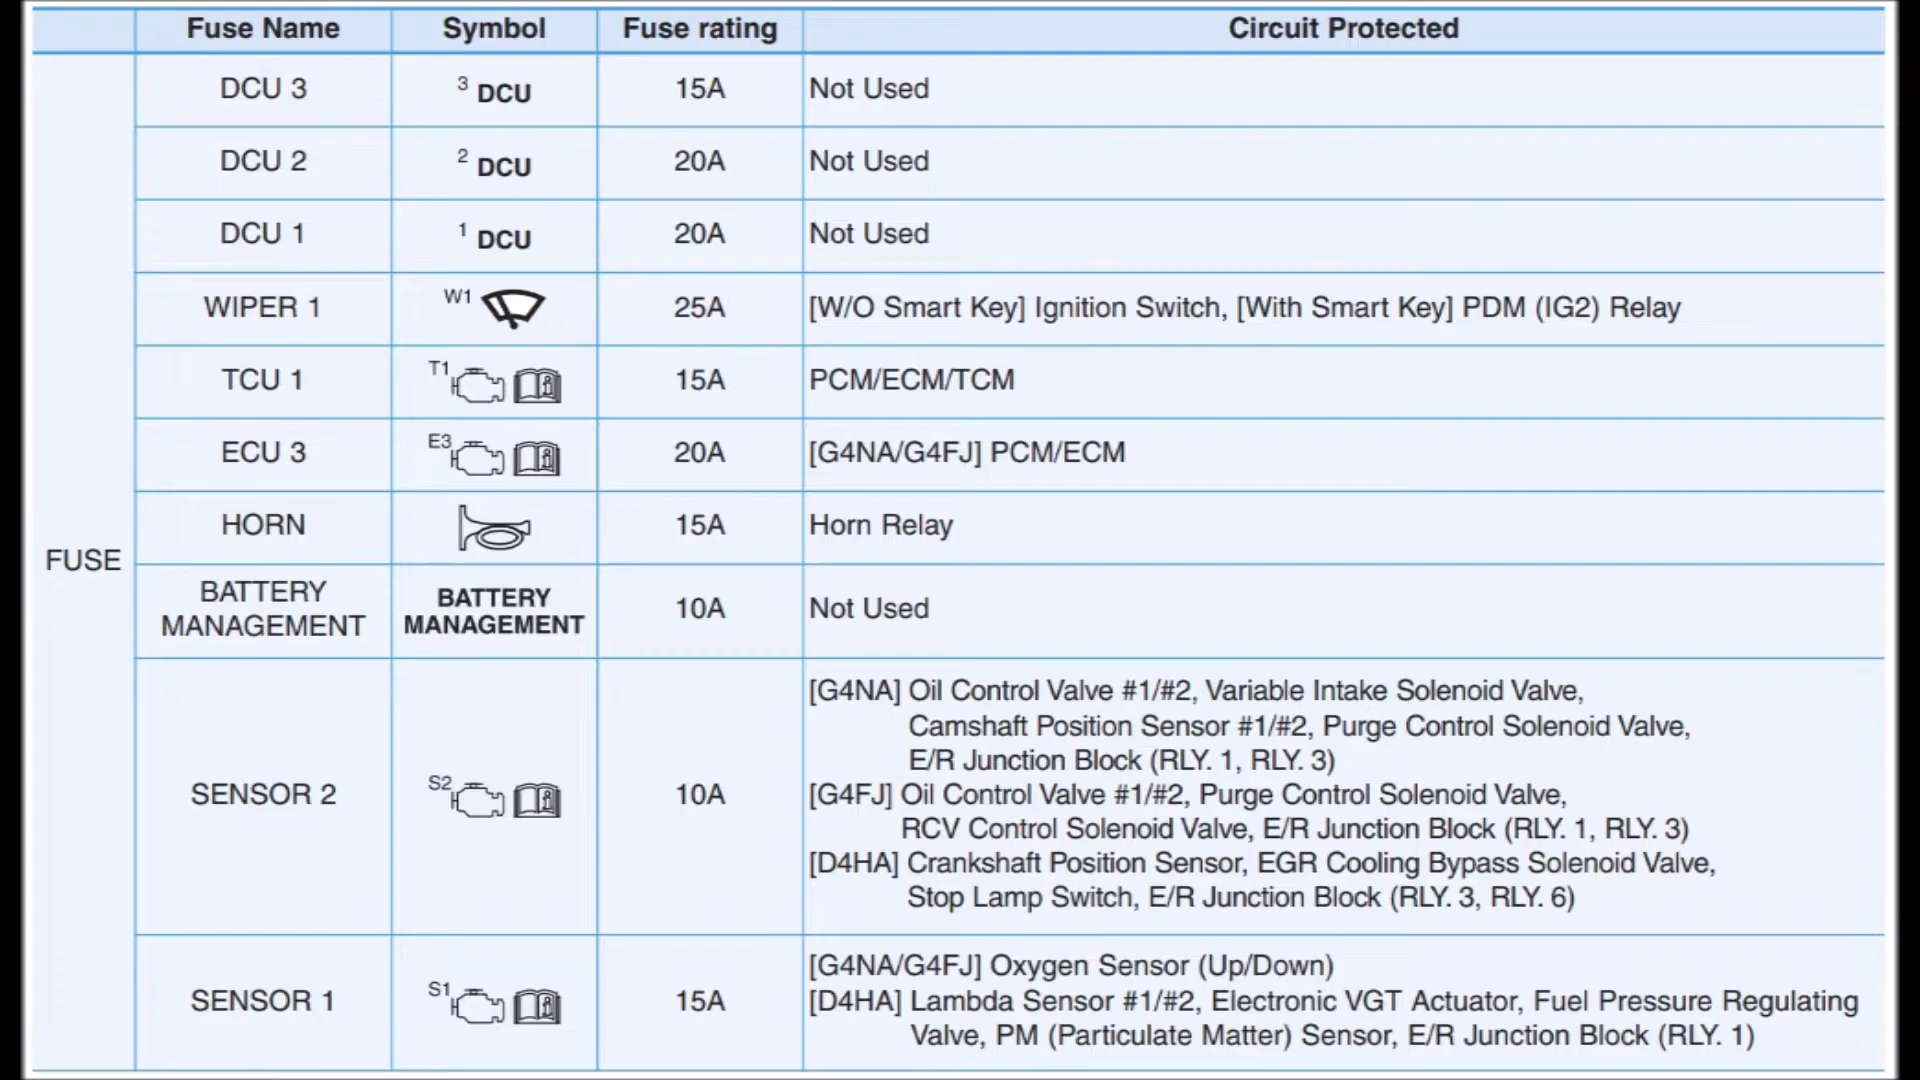 Fuse Name Symbol Fuse rating Circuit Protected
FUSE
DCU 3 3 DCU 15A Not Used
DCU 2 2 DCU 20A Not Used
DCU 1 1 DCU 20A Not Used
WIPER 1 W1 25A [W/O Smart Key] Ignition Switch, [With Smart Key] PDM (IG2) Relay
TCU 1 T1 15A PCM/ECM/TCM
ECU 3 E3 20A [G4NA/G4FJ] PCM/ECM
HORN 15A Horn Relay
BATTERY MANAGEMENT BATTERY MANAGEMENT 10A Not Used
SENSOR 2 S2 10A
[G4NA] Oil Control Valve #1/#2, Variable Intake Solenoid Valve,
Camshaft Position Sensor #1/#2, Purge Control Solenoid Valve,
E/R Junction Block (RLY. 1, RLY. 3)
[G4FJ] Oil Control Valve #1/#2, Purge Control Solenoid Valve,
RCV Control Solenoid Valve, E/R Junction Block (RLY. 1, RLY. 3)
[D4HA] Crankshaft Position Sensor, EGR Cooling Bypass Solenoid Valve,
Stop Lamp Switch, E/R Junction Block (RLY. 3, RLY. 6)
SENSOR 1 S1 15A
[G4NA/G4FJ] Oxygen Sensor (Up/Down)
[D4HA] Lambda Sensor #1/#2, Electronic VGT Actuator, Fuel Pressure Regulating
Valve, PM (Particulate Matter) Sensor, E/R Junction Block (RLY. 1)